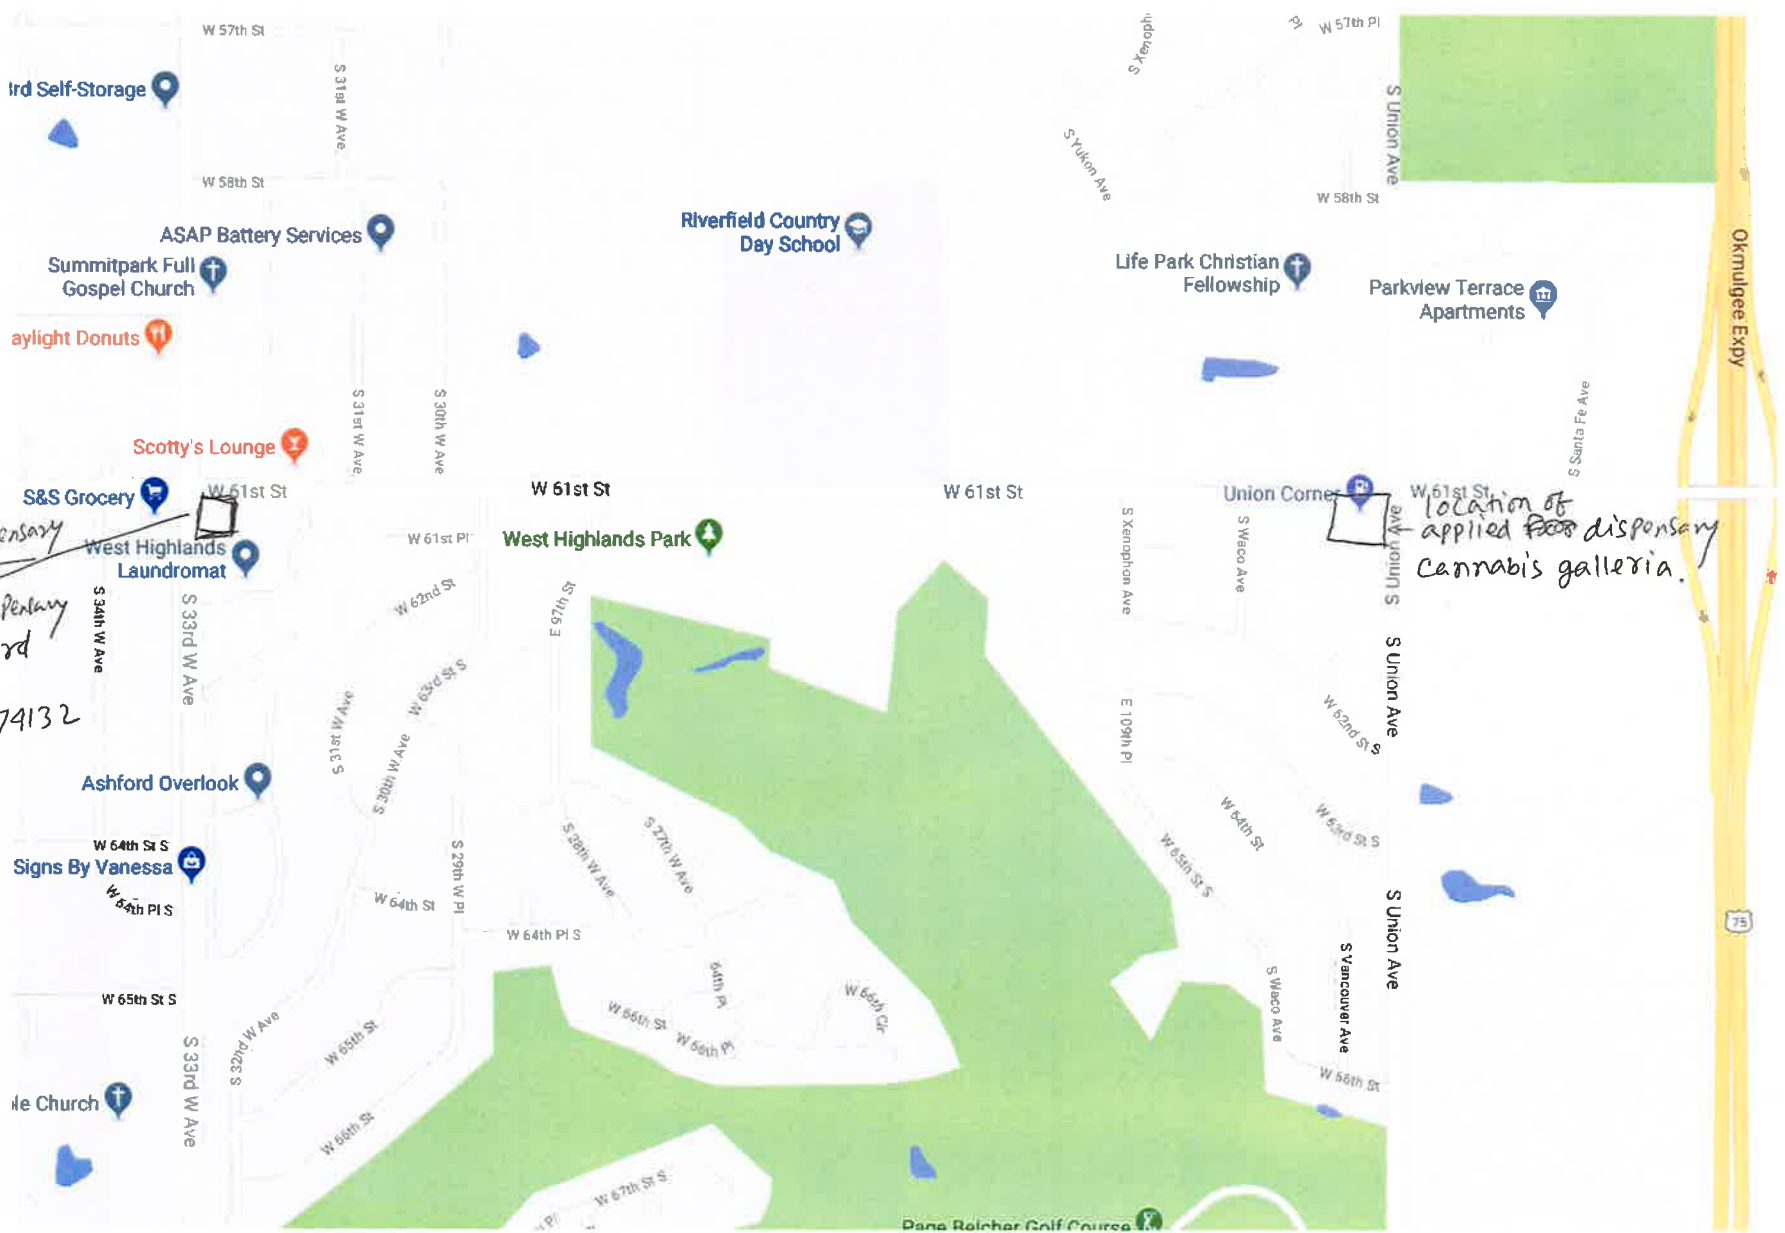 W 57th St
S Xenoph
Pl
W 57th Pl
S 31st W Ave
rd Self-Storage
S Union Ave
S Yukon Ave
W 58th St
W 58th St
ASAP Battery Services
Riverfield Country
Day School
Summitpark Full
Gospel Church
Life Park Christian
Fellowship
Parkview Terrace
Apartments
Okmulgee Expy
aylight Donuts
S 31st W Ave
S 30th W Ave
S Santa Fe Ave
Scotty's Lounge
S&S Grocery
W 61st St
W 61st St
W 61st St
Union Corner
W 61st St
location of
applied dispensary
Cannabis galleria.
ensary
West Highlands
Laundromat
W 61st Pl
West Highlands Park
S Xenophon Ave
S Waco Ave
S Union Ave
pensary
rd
74132
S 34th W Ave
S 33rd W Ave
W 62nd St
E 97th St
W 63rd St S
S 31st W Ave
S 30th W Ave
E 109th Pl
W 62nd St S
S Union Ave
Ashford Overlook
W 64th St S
Signs By Vanessa
W 64th Pl S
S 28th W Ave
S 27th W Ave
S 29th W Pl
W 64th St
W 64th St
W 63rd St S
W 65th St S
S Union Ave
75
W 64th Pl S
W 65th St S
64th Pl
W 66th Cir
S Waco Ave
S Vancouver Ave
S 33rd W Ave
S 32nd W Ave
W 65th St
W 66th St
W 66th Pl
W 66th St
le Church
W 66th St
W 67th St S
Pl
Page Belcher Golf Course